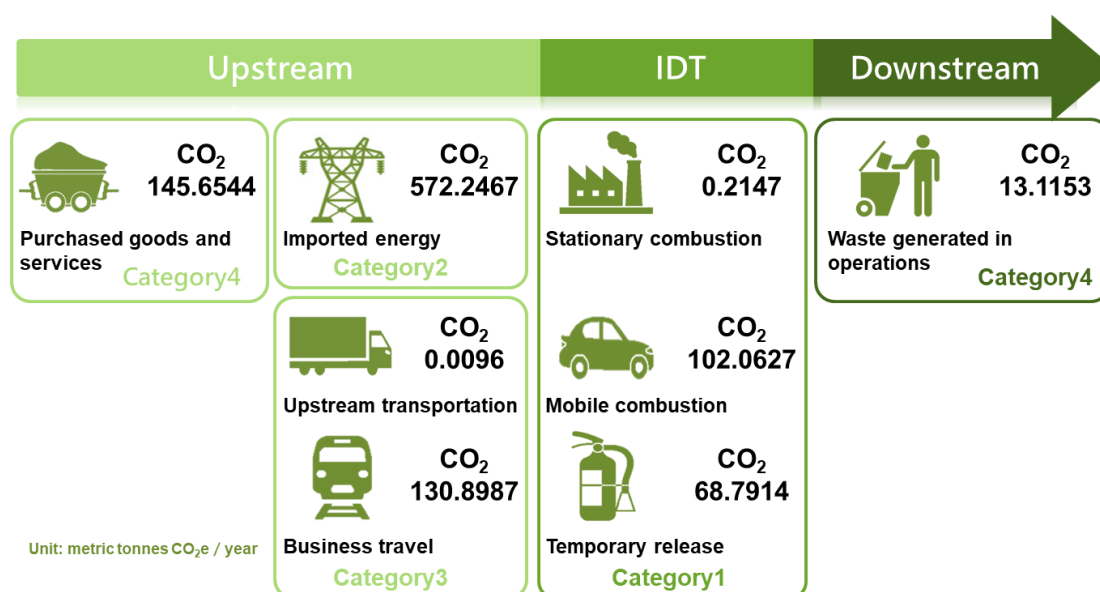 Upstream
IDT
Downstream
CO₂
145.6544
Purchased goods and
services
Category4
CO₂
572.2467
Imported energy
Category2
CO₂
0.0096
Upstream transportation
CO₂
130.8987
Business travel
Category3
CO₂
0.2147
Stationary combustion
CO₂
102.0627
Mobile combustion
CO₂
68.7914
Temporary release
Category1
CO₂
13.1153
Waste generated in
operations
Category4
Unit: metric tonnes CO₂e / year